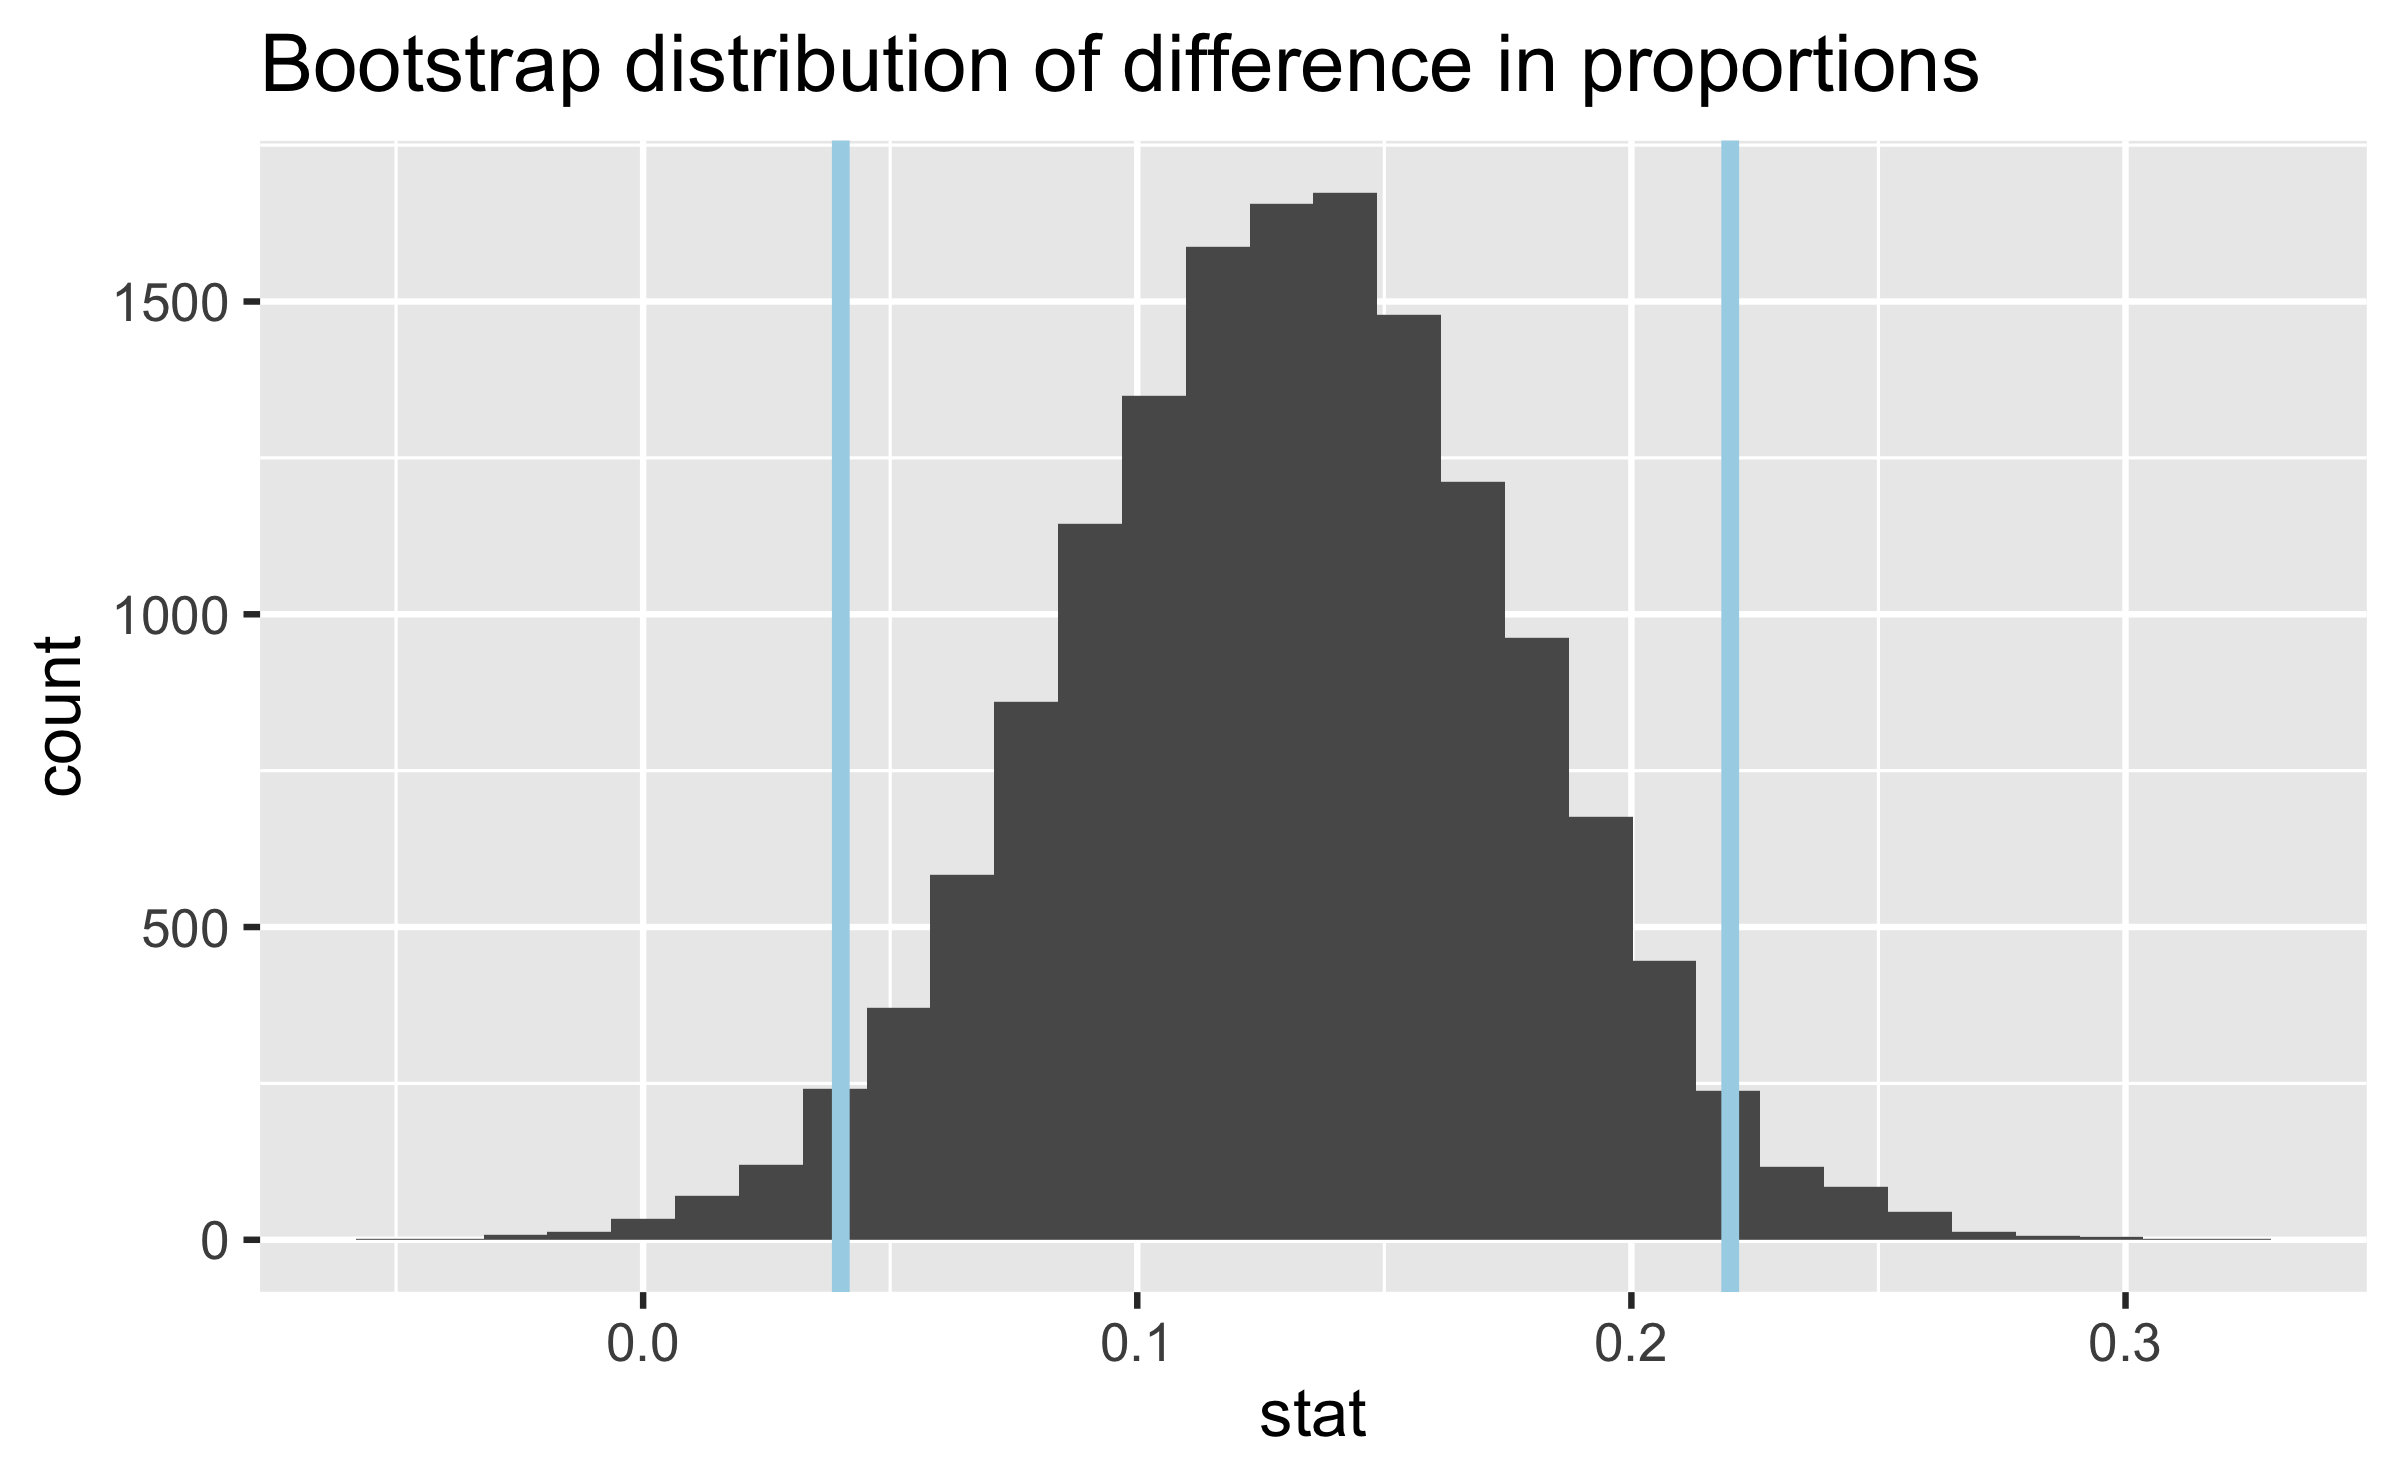 Bootstrap distribution of difference in proportions
count
1500
1000
500
0
0.0 0.1 0.2 0.3
stat